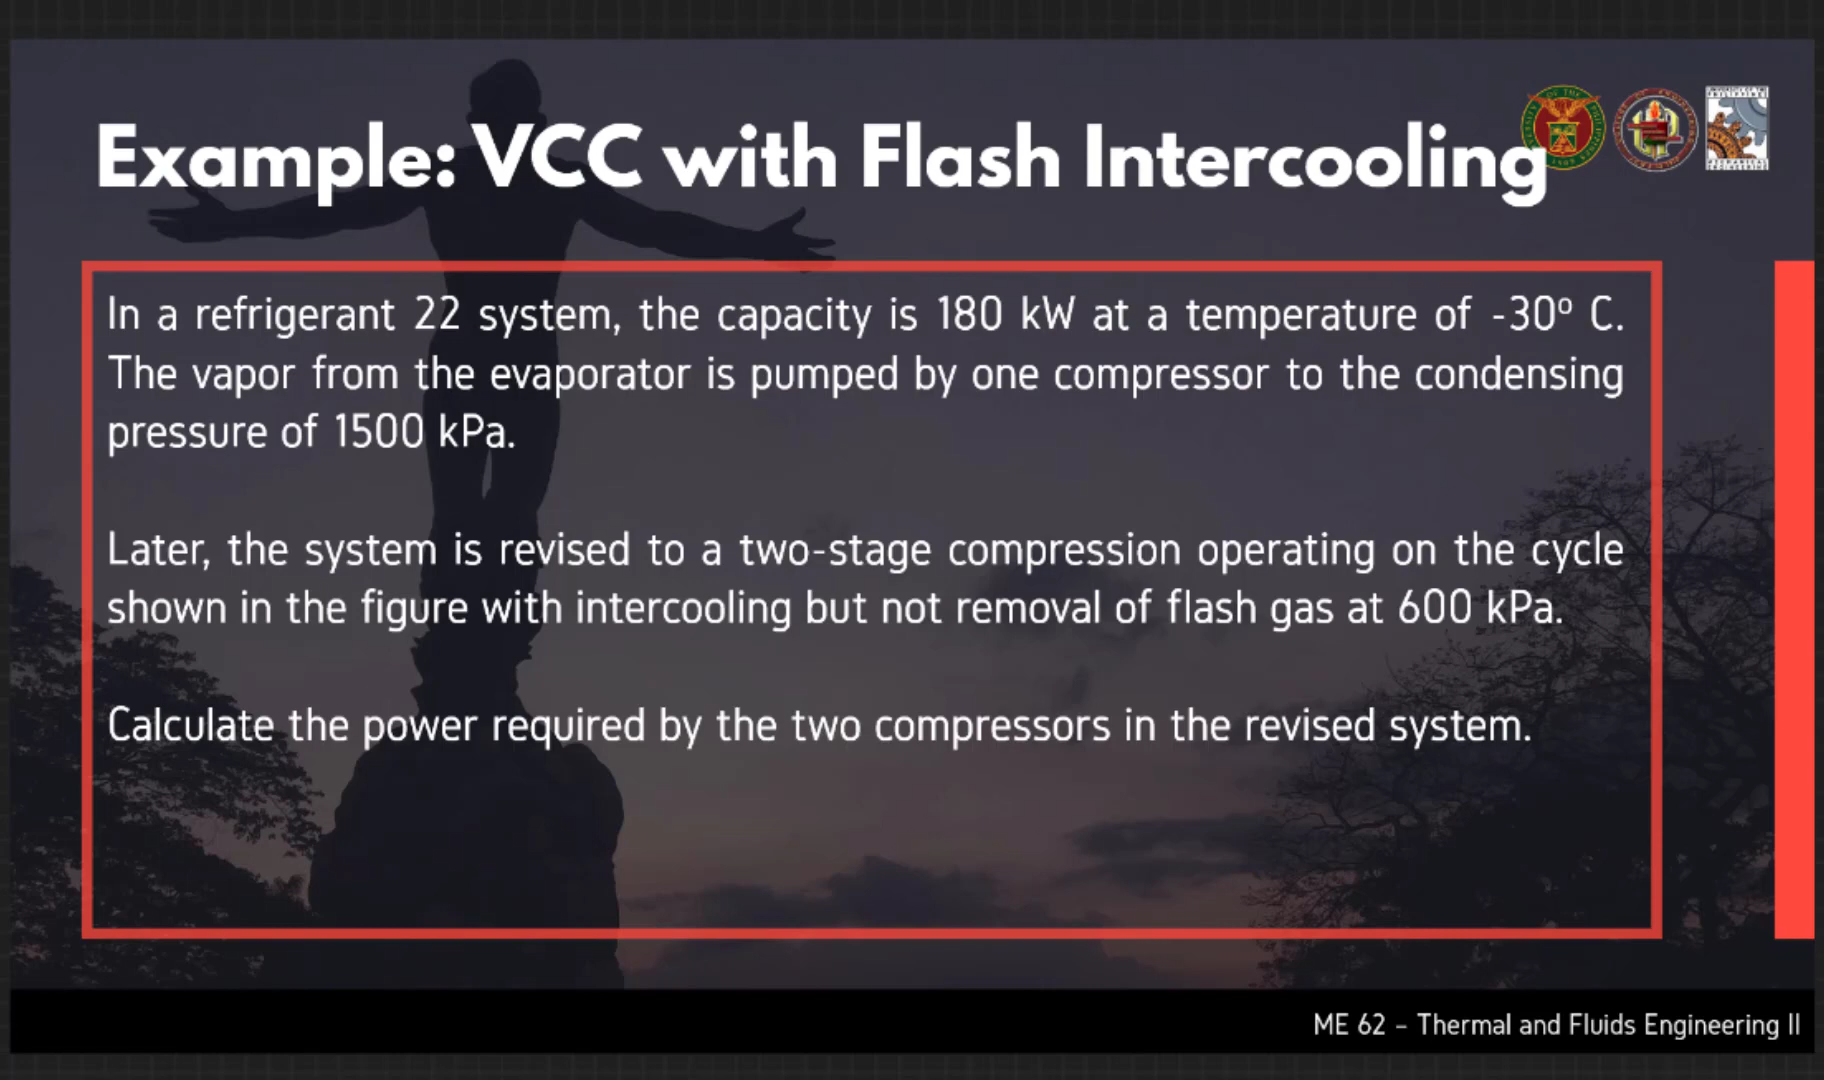 Example: VCC with Flash Intercooling
In a refrigerant 22 system, the capacity is 180 kW at a temperature of -30º C.
The vapor from the evaporator is pumped by one compressor to the condensing
pressure of 1500 kPa.
Later, the system is revised to a two-stage compression operating on the cycle
shown in the figure with intercooling but not removal of flash gas at 600 kPa.
Calculate the power required by the two compressors in the revised system.
ME 62 – Thermal and Fluids Engineering II